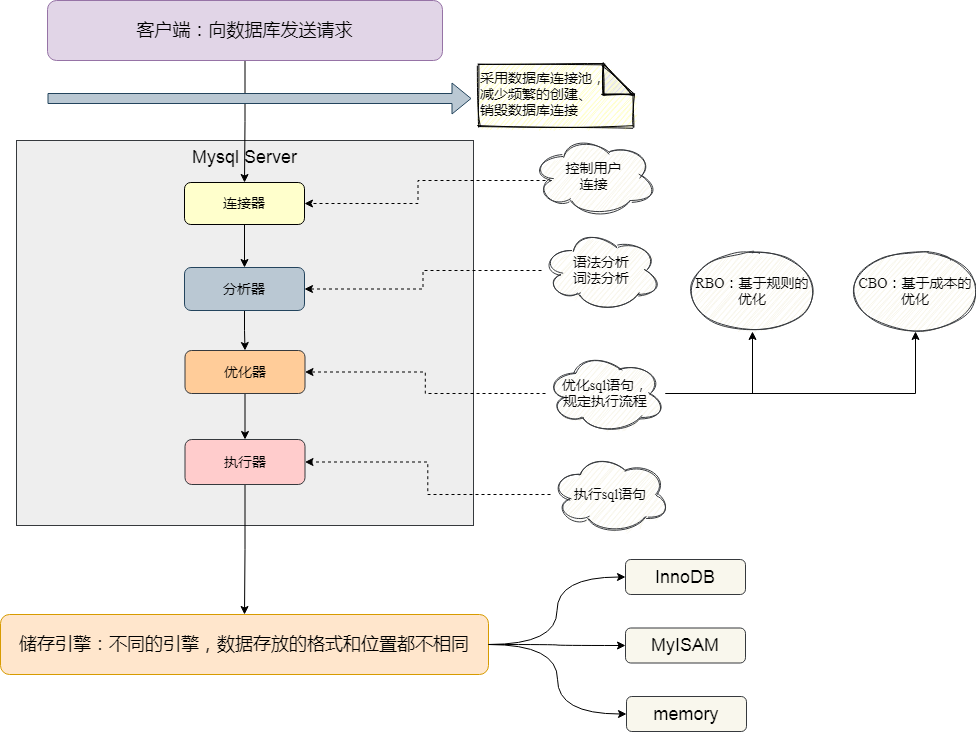 客户端：向数据库发送请求
采用数据库连接池，
减少频繁的创建、
销毁数据库连接
Mysql Server
控制用户
连接
连接器
语法分析
词法分析
分析器
RBO：基于规则的
优化
CBO：基于成本的
优化
优化器
优化sql语句，
规定执行流程
执行器
执行sql语句
InnoDB
储存引擎：不同的引擎，数据存放的格式和位置都不相同
MyISAM
memory